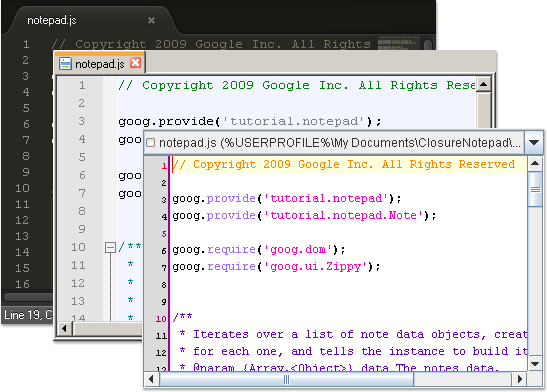 notepad.js
1 // Copyright 2009 Google Inc. All Rights
2
3
4
5
6
7
8
9
10
11
12
13
14
15
16
Line 19, C
notepad.js
1 // Copyright 2009 Google Inc. All Rights Rese
2
3 goog.provide('tutorial.notepad');
4 goo
5
6 goo
7 goo
8
9
10 /**
11 *
12 *
13 *
14 *
notepad.js (%USERPROFILE%\My Documents\ClosureNotepad\...
1 // Copyright 2009 Google Inc. All Rights Reserved
2
3 goog.provide('tutorial.notepad');
4 goog.provide('tutorial.notepad.Note');
5
6 goog.require('goog.dom');
7 goog.require('goog.ui.Zippy');
8
9
10 /**
11 * Iterates over a list of note data objects, creat
12 * for each one, and tells the instance to build it
13 * @param {Array.<Object>} data The notes data.